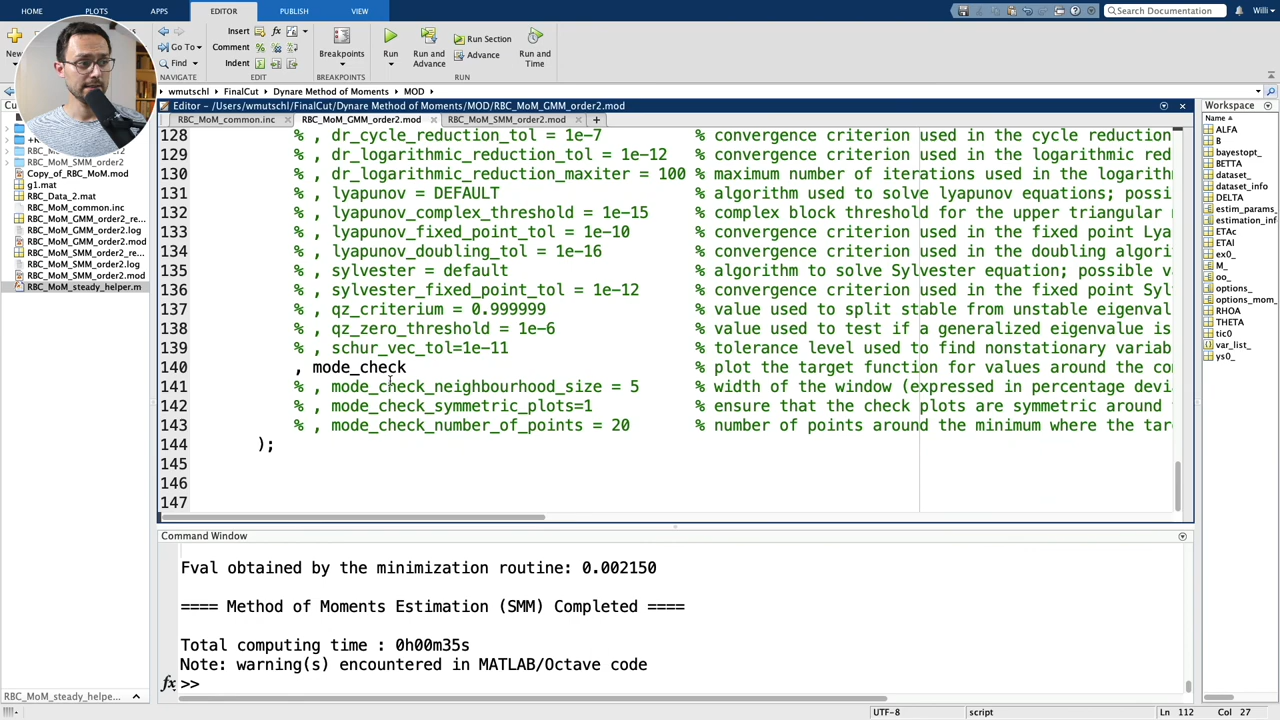 HOME PLOTS APPS EDITOR PUBLISH VIEW
Search Documentation Willi
New
Go To
Find
NAVIGATE
Insert
Comment
Indent
EDIT
Breakpoints
BREAKPOINTS
Run
Run and Advance
Run Section
Advance
Run and Time
RUN
wmutschl FinalCut Dynare Method of Moments MOD
Editor - /Users/wmutschl/FinalCut/Dynare Method of Moments/MOD/RBC_MoM_GMM_order2.mod
RBC_MoM_common.inc RBC_MoM_GMM_order2.mod RBC_MoM_SMM_order2.mod
RBC_MoM_SMM_order2
Copy_of_RBC_MoM.mod
g1.mat
RBC_Data_2.mat
RBC_MoM_common.inc
RBC_MoM_GMM_order2_re...
RBC_MoM_GMM_order2.log
RBC_MoM_GMM_order2.mod
RBC_MoM_SMM_order2_re...
RBC_MoM_SMM_order2.log
RBC_MoM_SMM_order2.mod
RBC_MoM_steady_helper.m
RBC_MoM_steady_helpe...
128 % , dr_cycle_reduction_tol = 1e-7 % convergence criterion used in the cycle reduction
129 % , dr_logarithmic_reduction_tol = 1e-12 % convergence criterion used in the logarithmic red
130 % , dr_logarithmic_reduction_maxiter = 100 % maximum number of iterations used in the logarithm
131 % , lyapunov = DEFAULT % algorithm used to solve lyapunov equations; possi
132 % , lyapunov_complex_threshold = 1e-15 % complex block threshold for the upper triangular
133 % , lyapunov_fixed_point_tol = 1e-10 % convergence criterion used in the fixed point Lya
134 % , lyapunov_doubling_tol = 1e-16 % convergence criterion used in the doubling algori
135 % , sylvester = default % algorithm to solve Sylvester equation; possible v
136 % , sylvester_fixed_point_tol = 1e-12 % convergence criterion used in the fixed point Syl
137 % , qz_criterium = 0.999999 % value used to split stable from unstable eigenval
138 % , qz_zero_threshold = 1e-6 % value used to test if a generalized eigenvalue is
139 % , schur_vec_tol=1e-11 % tolerance level used to find nonstationary variab
140 , mode_check % plot the target function for values around the co
141 % , mode_check_neighbourhood_size = 5 % width of the window (expressed in percentage devi
142 % , mode_check_symmetric_plots=1 % ensure that the check plots are symmetric around
143 % , mode_check_number_of_points = 20 % number of points around the minimum where the tar
144 );
145
146
147
Command Window
Fval obtained by the minimization routine: 0.002150
==== Method of Moments Estimation (SMM) Completed ====
Total computing time : 0h00m35s
Note: warning(s) encountered in MATLAB/Octave code
fx >>
Workspace
Name
ALFA
B
bayestopt_
BETTA
dataset_
dataset_info
DELTA
estim_params_
estimation_inf
ETAc
ETAl
ex0_
M_
oo_
options_
options_mom_
RHOA
THETA
tic0
var_list_
ys0_
UTF-8 script Ln 112 Col 27